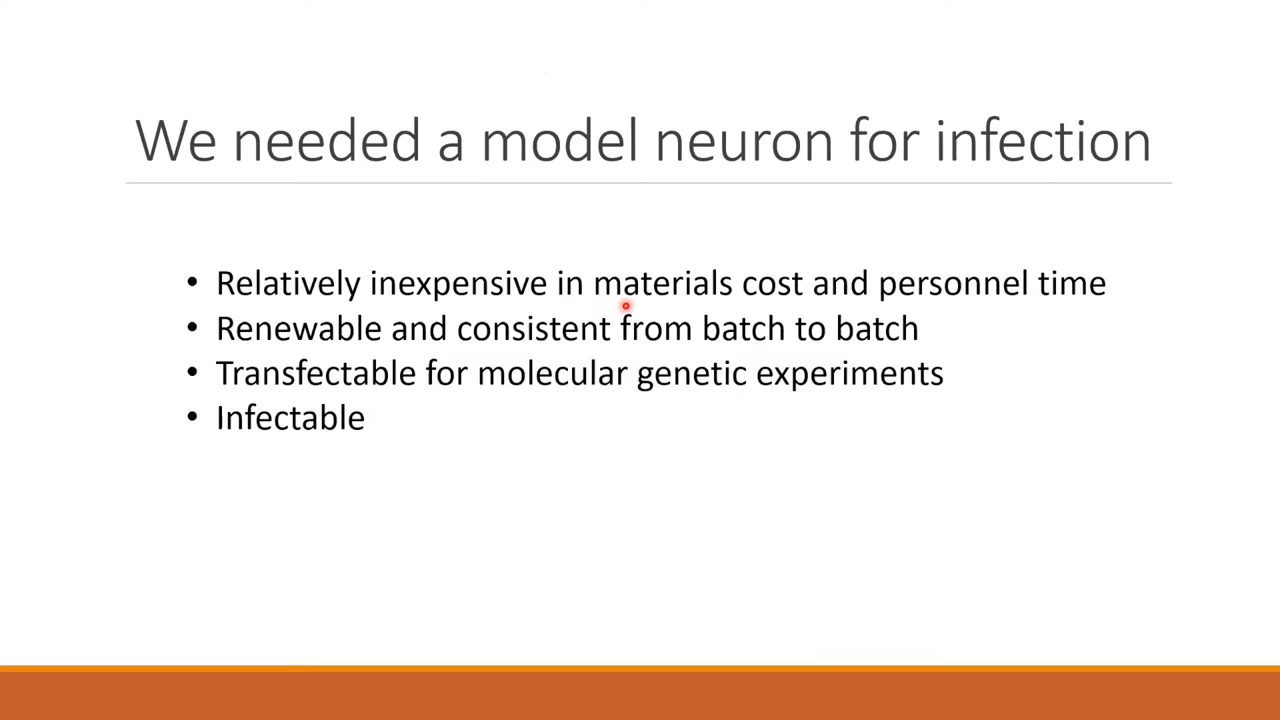 We needed a model neuron for infection
• Relatively inexpensive in materials cost and personnel time
• Renewable and consistent from batch to batch
• Transfectable for molecular genetic experiments
• Infectable